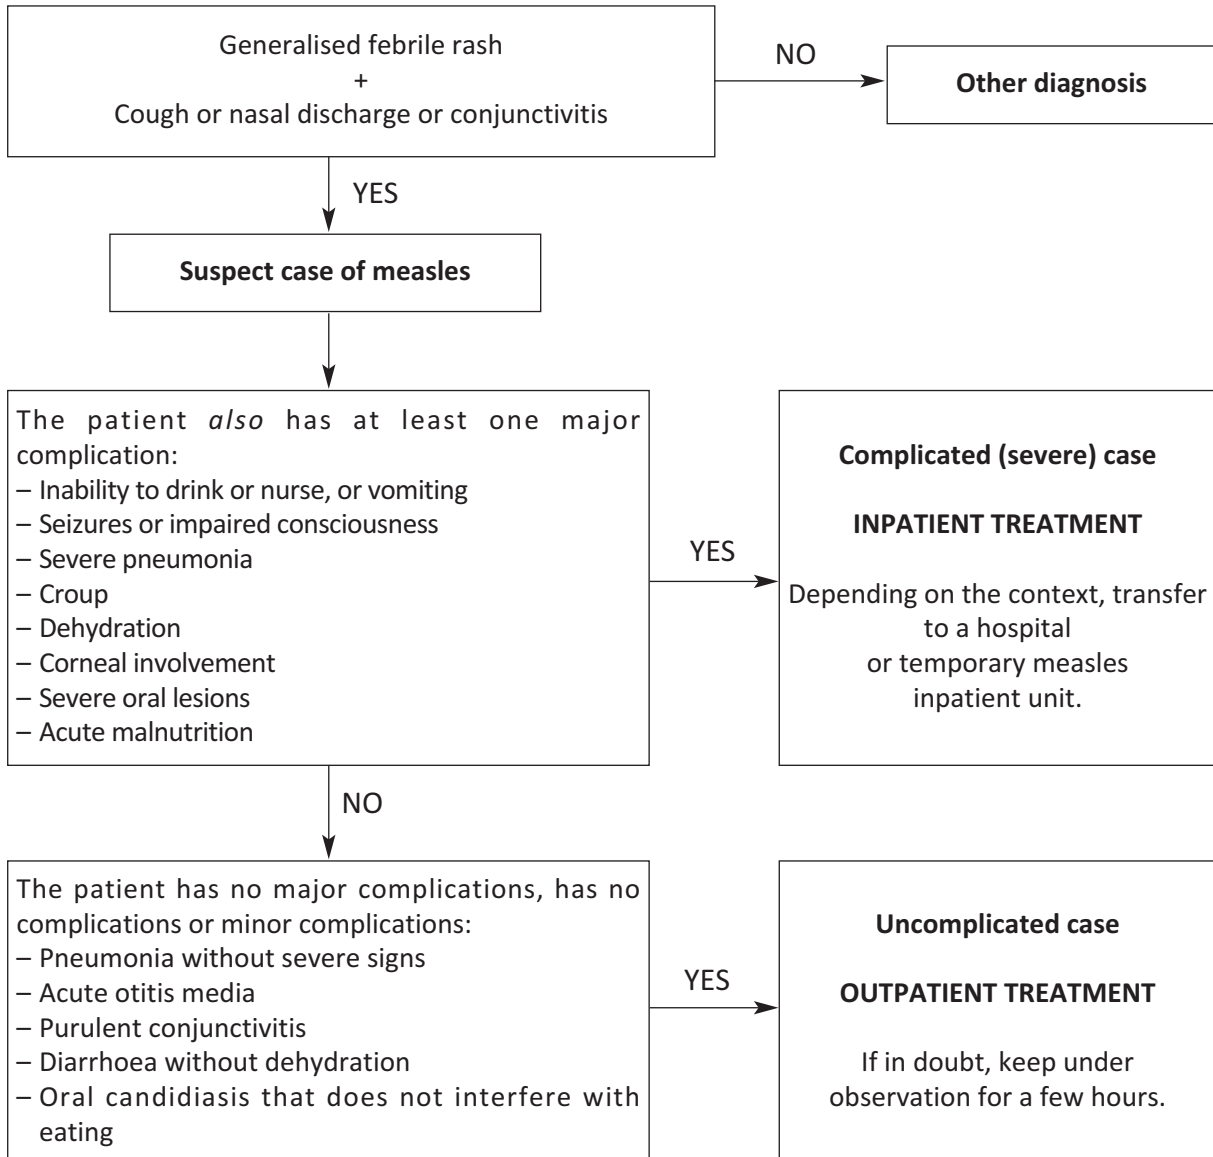 Generalised febrile rash
+
Cough or nasal discharge or conjunctivitis
NO
Other diagnosis
YES
Suspect case of measles
The patient also has at least one major
complication:
– Inability to drink or nurse, or vomiting
– Seizures or impaired consciousness
– Severe pneumonia
– Croup
– Dehydration
– Corneal involvement
– Severe oral lesions
– Acute malnutrition
YES
Complicated (severe) case
INPATIENT TREATMENT
Depending on the context, transfer
to a hospital
or temporary measles
inpatient unit.
NO
The patient has no major complications, has no
complications or minor complications:
– Pneumonia without severe signs
– Acute otitis media
– Purulent conjunctivitis
– Diarrhoea without dehydration
– Oral candidiasis that does not interfere with
eating
YES
Uncomplicated case
OUTPATIENT TREATMENT
If in doubt, keep under
observation for a few hours.